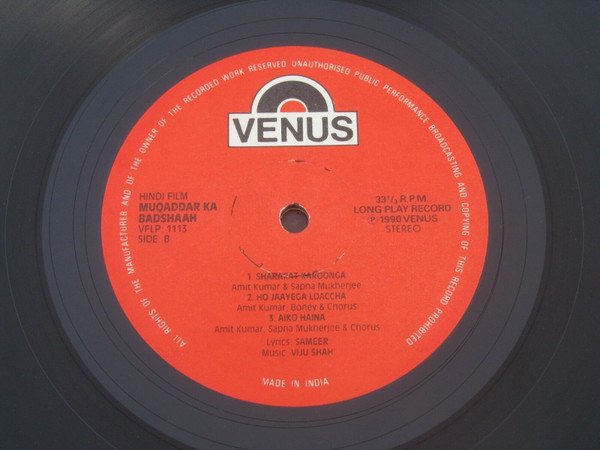 ALL RIGHTS OF THE MANUFACTURER AND OF THE OWNER OF THE RECORDED WORK RESERVED UNAUTHORISED PUBLIC PERFORMANCE BROADCASTING AND COPYING OF THIS RECORD PROHIBITED
VENUS
HINDI FILM
MUQADDAR KA
BADSHAAH
VFLP 1113
SIDE B
33 1/3 R.P.M.
LONG PLAY RECORD
P 1990 VENUS
STEREO
1. SHARARAT KAROONGA
Amit Kumar & Sapna Mukherjee
2. HO JAAYEGA LOACCHA
Amit Kumar, Boney & Chorus
3. AIKO HAINA
Amit Kumar, Sapna Mukherjee & Chorus
Lyrics: SAMEER
Music: VIJU SHAH
MADE IN INDIA